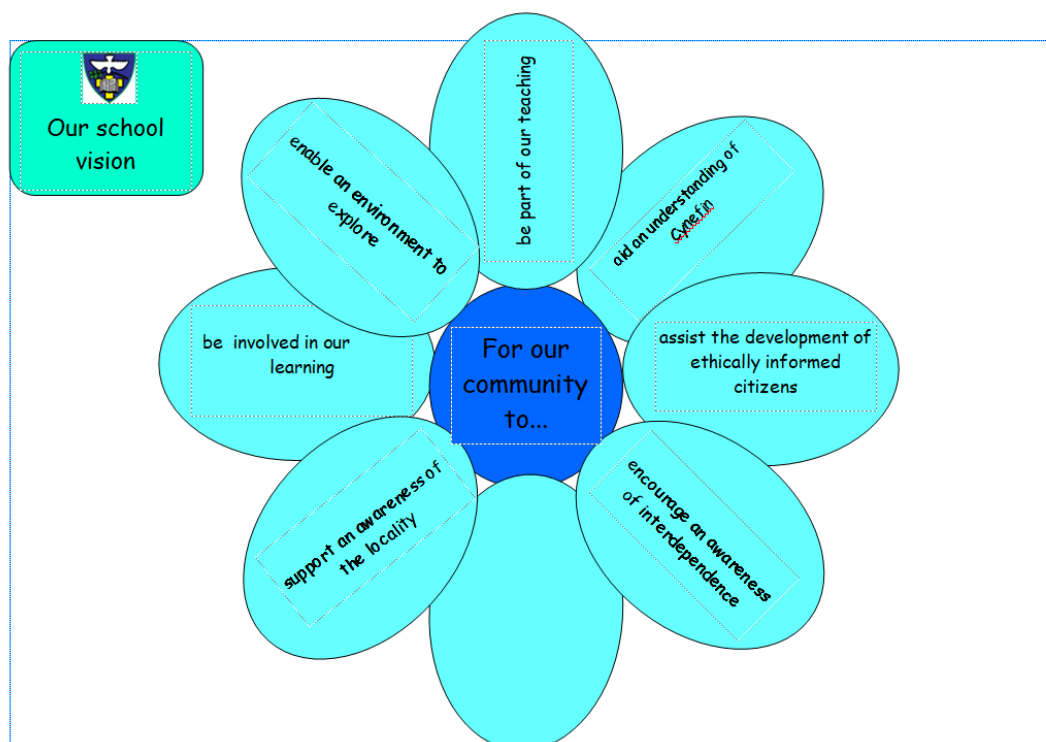 Our school
vision
be part of our teaching
enable an environment to
explore
aid an understanding of
Cynefin
be involved in our
learning
For our
community
to...
assist the development of
ethically informed
citizens
support an awareness of
the locality
encourage an awareness
of interdependence